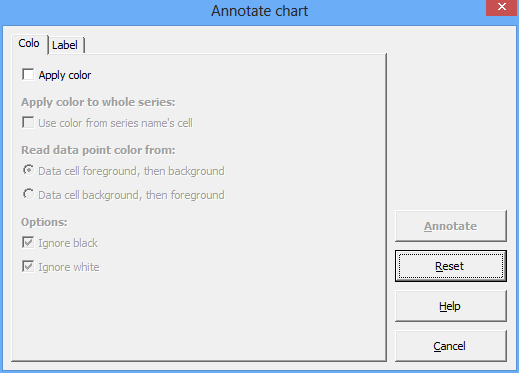 Annotate chart
Colo
Label
Apply color
Apply color to whole series:
Use color from series name's cell
Read data point color from:
Data cell foreground, then background
Data cell background, then foreground
Options:
Ignore black
Ignore white
Annotate
Reset
Help
Cancel